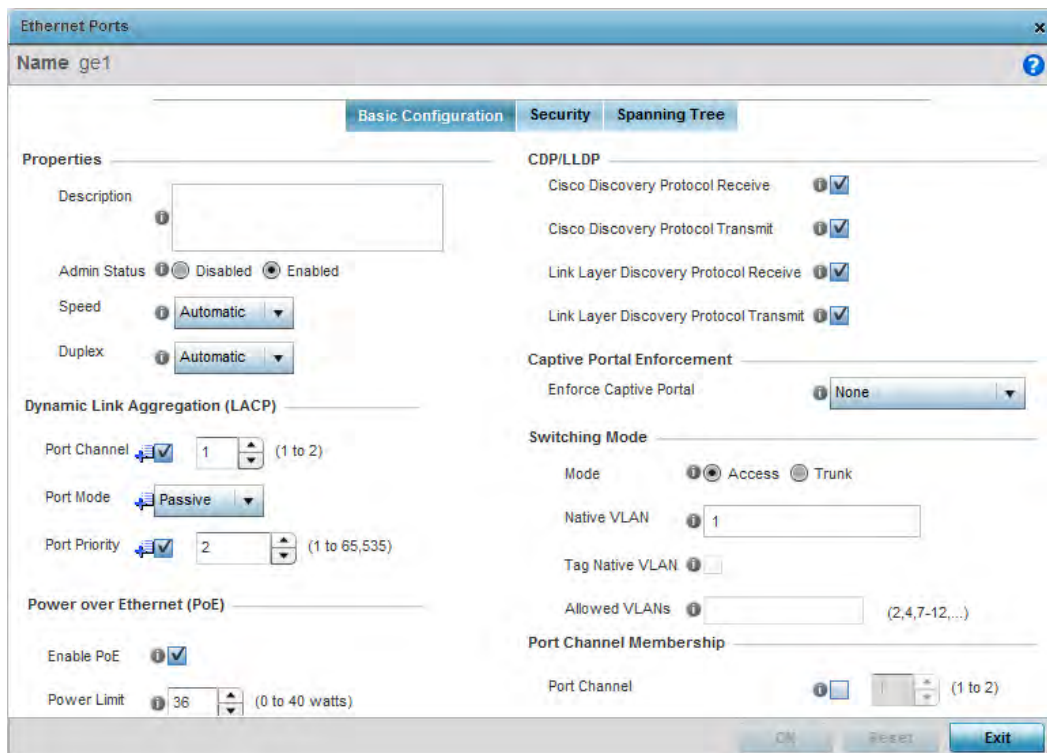 Ethernet Ports x
Name ge1 ?
Basic Configuration Security Spanning Tree
Properties
Description
Admin Status Disabled Enabled
Speed Automatic
Duplex Automatic
Dynamic Link Aggregation (LACP)
Port Channel 1 (1 to 2)
Port Mode Passive
Port Priority 2 (1 to 65,535)
Power over Ethernet (PoE)
Enable PoE
Power Limit 36 (0 to 40 watts)
CDP/LLDP
Cisco Discovery Protocol Receive
Cisco Discovery Protocol Transmit
Link Layer Discovery Protocol Receive
Link Layer Discovery Protocol Transmit
Captive Portal Enforcement
Enforce Captive Portal None
Switching Mode
Mode Access Trunk
Native VLAN 1
Tag Native VLAN
Allowed VLANs (2,4,7-12,...)
Port Channel Membership
Port Channel 1 (1 to 2)
OK Reset Exit